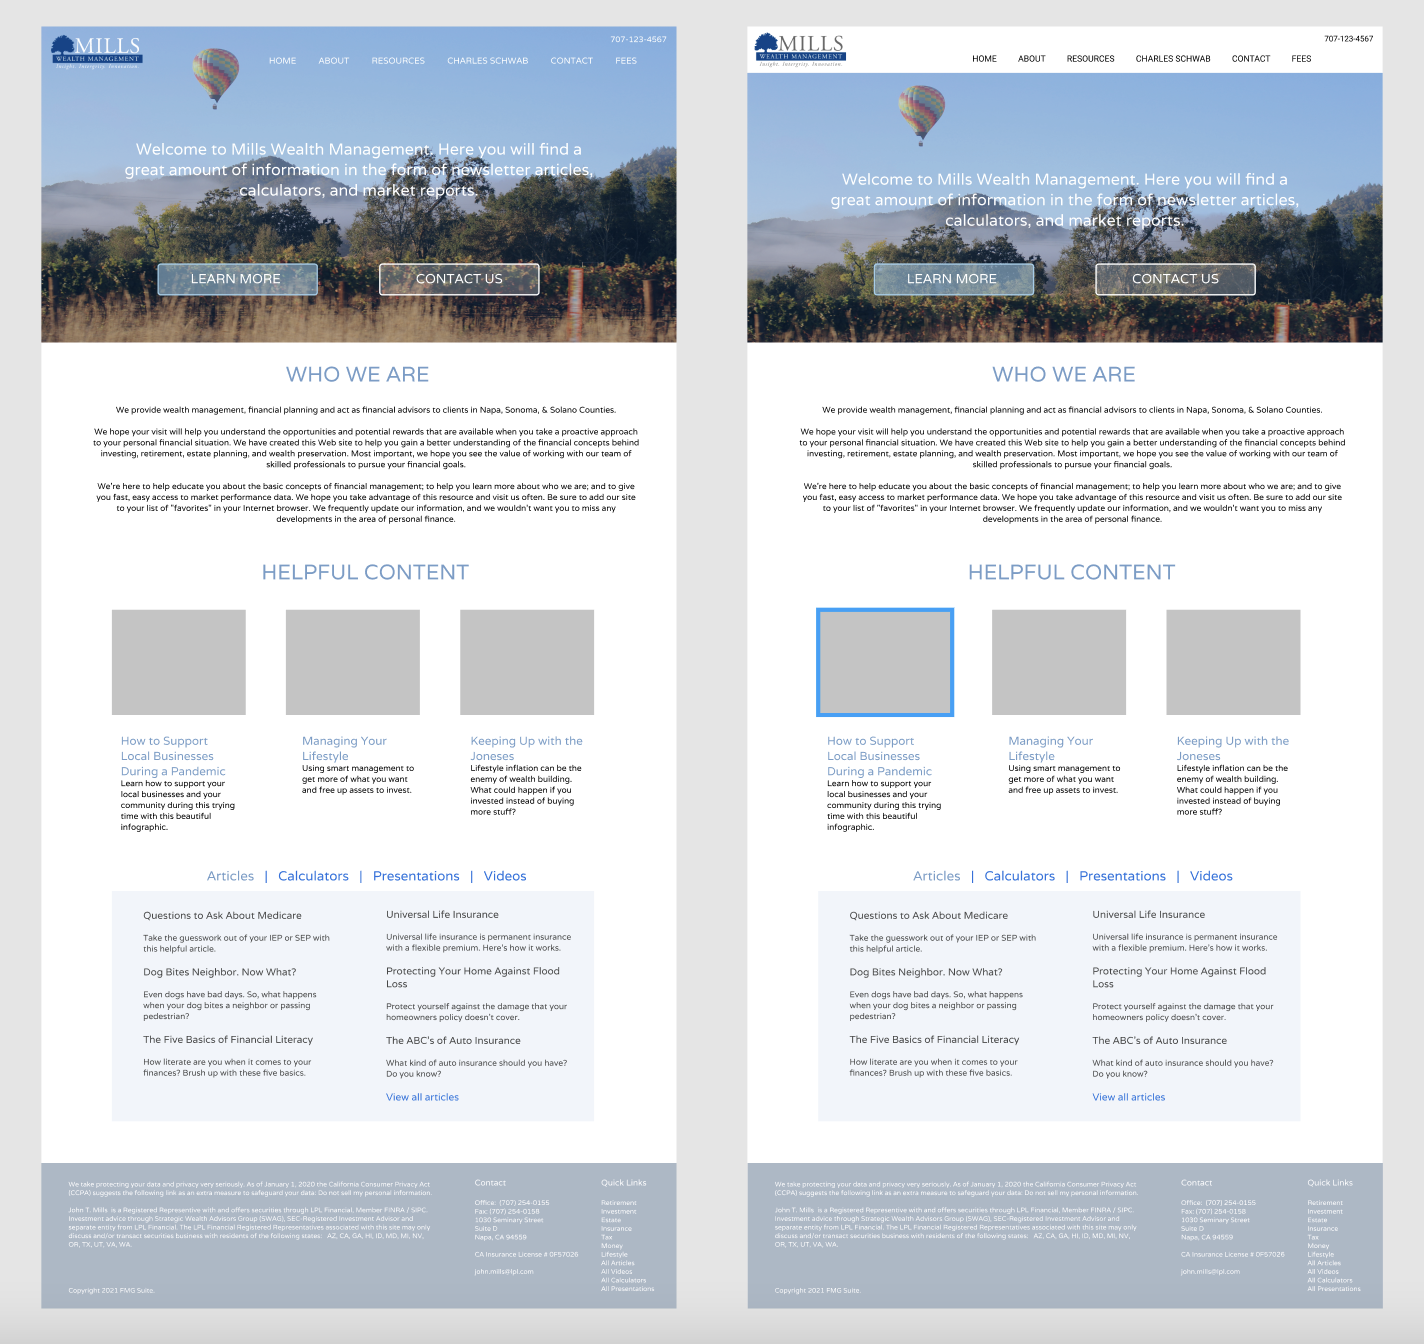 MILLS
WEALTH MANAGEMENT
Insight. Intergrity. Innovation.
707-123-4567
HOME ABOUT RESOURCES CHARLES SCHWAB CONTACT FEES
Welcome to Mills Wealth Management. Here you will find a
great amount of information in the form of newsletter articles,
calculators, and market reports.
LEARN MORE CONTACT US
WHO WE ARE
We provide wealth management, financial planning and act as financial advisors to clients in Napa, Sonoma, & Solano Counties.
We hope your visit will help you understand the opportunities and potential rewards that are available when you take a proactive approach
to your personal financial situation. We have created this Web site to help you gain a better understanding of the financial concepts behind
investing, retirement, estate planning, and wealth preservation. Most important, we hope you see the value of working with our team of
skilled professionals to pursue your financial goals.
We're here to help educate you about the basic concepts of financial management; to help you learn more about who we are; and to give
you fast, easy access to market performance data. We hope you take advantage of this resource and visit us often. Be sure to add our site
to your list of "favorites" in your Internet browser. We frequently update our information, and we wouldn't want you to miss any
developments in the area of personal finance.
HELPFUL CONTENT
How to Support
Local Businesses
During a Pandemic
Learn how to support your
local businesses and your
community during this trying
time with this beautiful
infographic.
Managing Your
Lifestyle
Using smart management to
get more of what you want
and free up assets to invest.
Keeping Up with the
Joneses
Lifestyle inflation can be the
enemy of wealth building.
What could happen if you
invested instead of buying
more stuff?
Articles | Calculators | Presentations | Videos
Questions to Ask About Medicare
Take the guesswork out of your IEP or SEP with
this helpful article.
Dog Bites Neighbor. Now What?
Even dogs have bad days. So, what happens
when your dog bites a neighbor or passing
pedestrian?
The Five Basics of Financial Literacy
How literate are you when it comes to your
finances? Brush up with these five basics.
Universal Life Insurance
Universal life insurance is permanent insurance
with a flexible premium. Here's how it works.
Protecting Your Home Against Flood
Loss
Protect yourself against the damage that your
homeowners policy doesn't cover.
The ABC's of Auto Insurance
What kind of auto insurance should you have?
Do you know?
View all articles
We take protecting your data and privacy very seriously. As of January 1, 2020 the California Consumer Privacy Act
(CCPA) suggests the following link as an extra measure to safeguard your data: Do not sell my personal information.
John T. Mills is a Registered Representive with and offers securities through LPL Financial, Member FINRA / SIPC.
Investment advice through Strategic Wealth Advisors Group (SWAG), SEC-Registered Investment Advisor and
separate entity from LPL Financial. The LPL Financial Registered Representatives associated with this site may only
discuss and/or transact securities business with residents of the following states: AZ, CA, GA, HI, ID, MD, MI, NV,
OR, TX, UT, VA, WA.
Copyright 2021 FMG Suite.
Contact
Office: (707) 254-0155
Fax: (707) 254-0158
1030 Seminary Street
Suite D
Napa, CA 94559
CA Insurance License # 0F57026
john.mills@lpl.com
Quick Links
Retirement
Investment
Estate
Insurance
Tax
Money
Lifestyle
All Articles
All Videos
All Calculators
All Presentations
MILLS
WEALTH MANAGEMENT
Insight. Intergrity. Innovation.
707-123-4567
HOME ABOUT RESOURCES CHARLES SCHWAB CONTACT FEES
Welcome to Mills Wealth Management. Here you will find a
great amount of information in the form of newsletter articles,
calculators, and market reports.
LEARN MORE CONTACT US
WHO WE ARE
We provide wealth management, financial planning and act as financial advisors to clients in Napa, Sonoma, & Solano Counties.
We hope your visit will help you understand the opportunities and potential rewards that are available when you take a proactive approach
to your personal financial situation. We have created this Web site to help you gain a better understanding of the financial concepts behind
investing, retirement, estate planning, and wealth preservation. Most important, we hope you see the value of working with our team of
skilled professionals to pursue your financial goals.
We're here to help educate you about the basic concepts of financial management; to help you learn more about who we are; and to give
you fast, easy access to market performance data. We hope you take advantage of this resource and visit us often. Be sure to add our site
to your list of "favorites" in your Internet browser. We frequently update our information, and we wouldn't want you to miss any
developments in the area of personal finance.
HELPFUL CONTENT
How to Support
Local Businesses
During a Pandemic
Learn how to support your
local businesses and your
community during this trying
time with this beautiful
infographic.
Managing Your
Lifestyle
Using smart management to
get more of what you want
and free up assets to invest.
Keeping Up with the
Joneses
Lifestyle inflation can be the
enemy of wealth building.
What could happen if you
invested instead of buying
more stuff?
Articles | Calculators | Presentations | Videos
Questions to Ask About Medicare
Take the guesswork out of your IEP or SEP with
this helpful article.
Dog Bites Neighbor. Now What?
Even dogs have bad days. So, what happens
when your dog bites a neighbor or passing
pedestrian?
The Five Basics of Financial Literacy
How literate are you when it comes to your
finances? Brush up with these five basics.
Universal Life Insurance
Universal life insurance is permanent insurance
with a flexible premium. Here's how it works.
Protecting Your Home Against Flood
Loss
Protect yourself against the damage that your
homeowners policy doesn't cover.
The ABC's of Auto Insurance
What kind of auto insurance should you have?
Do you know?
View all articles
We take protecting your data and privacy very seriously. As of January 1, 2020 the California Consumer Privacy Act
(CCPA) suggests the following link as an extra measure to safeguard your data: Do not sell my personal information.
John T. Mills is a Registered Representive with and offers securities through LPL Financial, Member FINRA / SIPC.
Investment advice through Strategic Wealth Advisors Group (SWAG), SEC-Registered Investment Advisor and
separate entity from LPL Financial. The LPL Financial Registered Representatives associated with this site may only
discuss and/or transact securities business with residents of the following states: AZ, CA, GA, HI, ID, MD, MI, NV,
OR, TX, UT, VA, WA.
Copyright 2021 FMG Suite.
Contact
Office: (707) 254-0155
Fax: (707) 254-0158
1030 Seminary Street
Suite D
Napa, CA 94559
CA Insurance License # 0F57026
john.mills@lpl.com
Quick Links
Retirement
Investment
Estate
Insurance
Tax
Money
Lifestyle
All Articles
All Videos
All Calculators
All Presentations